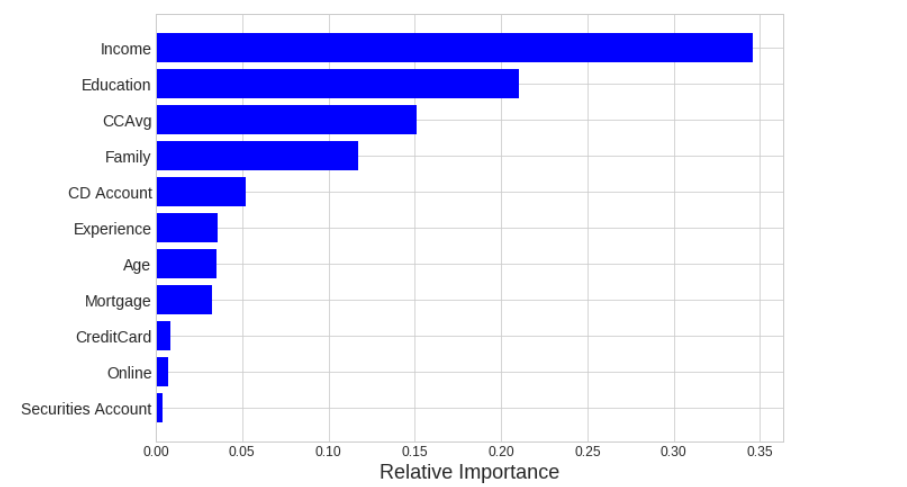 Income
Education
CCAvg
Family
CD Account
Experience
Age
Mortgage
CreditCard
Online
Securities Account
0.00 0.05 0.10 0.15 0.20 0.25 0.30 0.35
Relative Importance